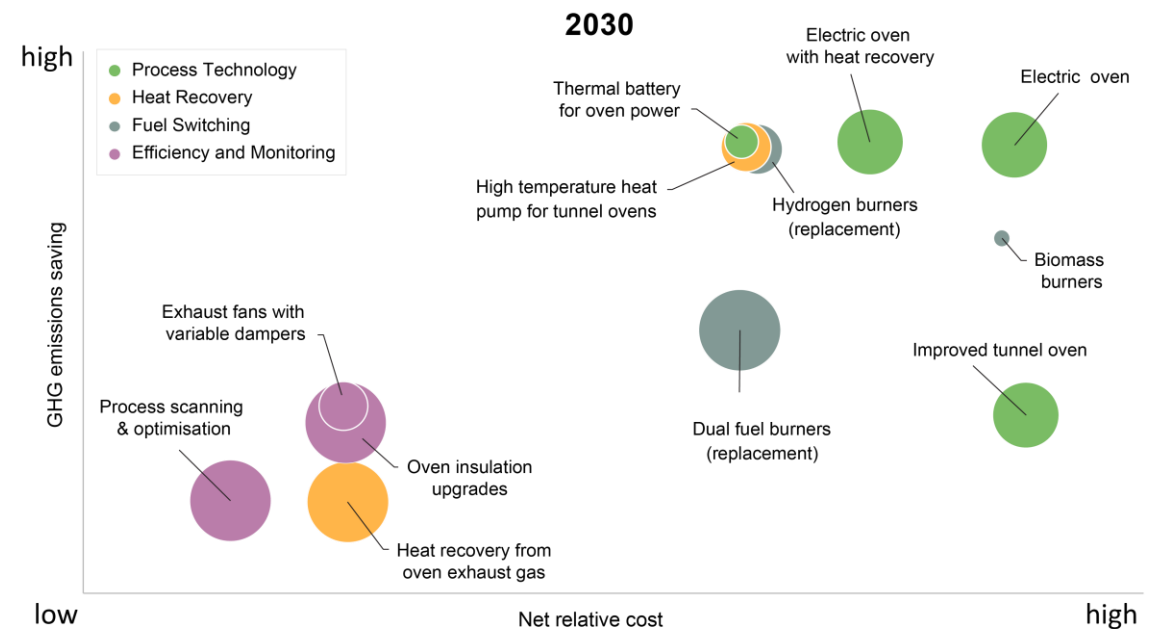 2030
high
Process Technology
Heat Recovery
Fuel Switching
Efficiency and Monitoring
Electric oven
with heat recovery
Electric oven
Thermal battery
for oven power
High temperature heat
pump for tunnel ovens
Hydrogen burners
(replacement)
Biomass
burners
GHG emissions saving
Exhaust fans with
variable dampers
Improved tunnel oven
Process scanning
& optimisation
Dual fuel burners
(replacement)
Oven insulation
upgrades
Heat recovery from
oven exhaust gas
low
Net relative cost
high